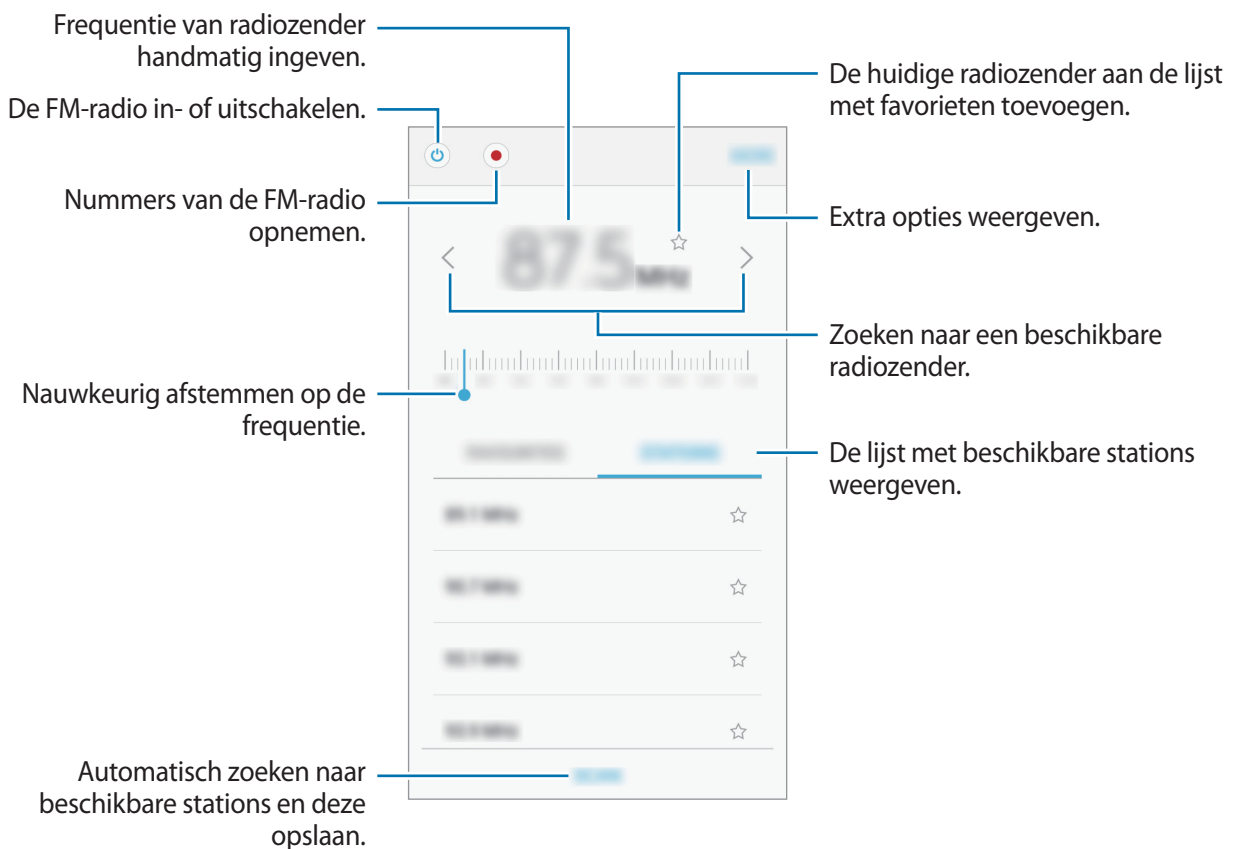 Frequentie van radiozender
handmatig ingeven.
De FM-radio in- of uitschakelen.
Nummers van de FM-radio
opnemen.
Nauwkeurig afstemmen op de
frequentie.
Automatisch zoeken naar
beschikbare stations en deze
opslaan.
De huidige radiozender aan de lijst
met favorieten toevoegen.
Extra opties weergeven.
Zoeken naar een beschikbare
radiozender.
De lijst met beschikbare stations
weergeven.
87.5 MHz